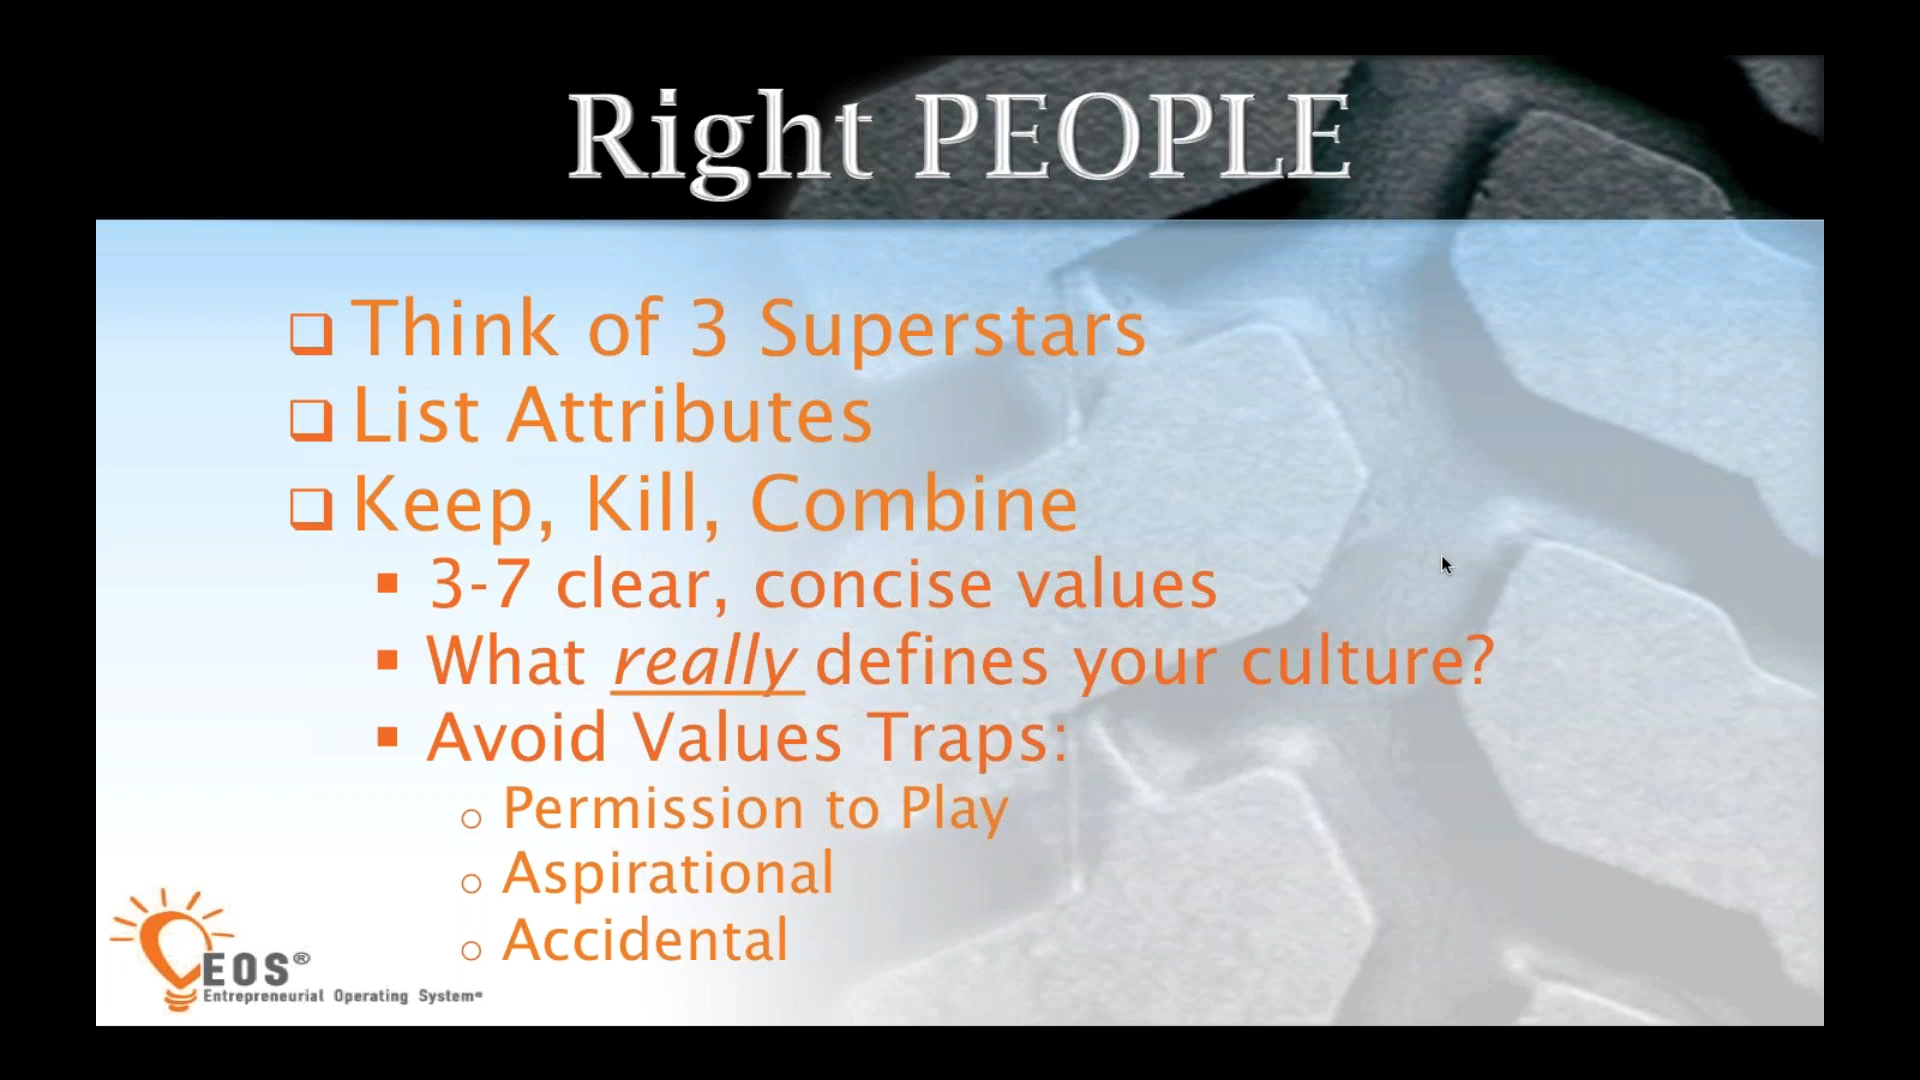 Right PEOPLE
Think of 3 Superstars
List Attributes
Keep, Kill, Combine
3-7 clear, concise values
What really defines your culture?
Avoid Values Traps:
Permission to Play
Aspirational
Accidental
EOS®
Entrepreneurial Operating System®